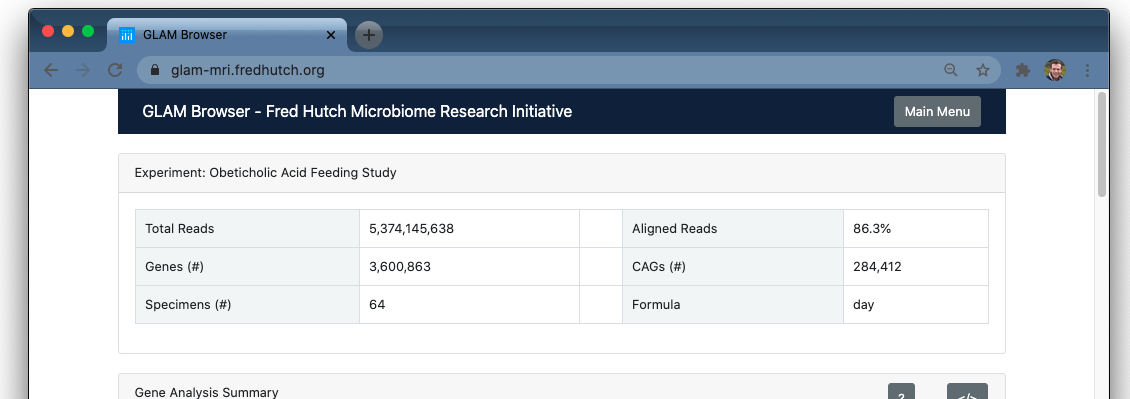 GLAM Browser
glam-mri.fredhutch.org
GLAM Browser - Fred Hutch Microbiome Research Initiative Main Menu
Experiment: Obeticholic Acid Feeding Study
Total Reads 5,374,145,638 Aligned Reads 86.3%
Genes (#) 3,600,863 CAGs (#) 284,412
Specimens (#) 64 Formula day
Gene Analysis Summary ? </>